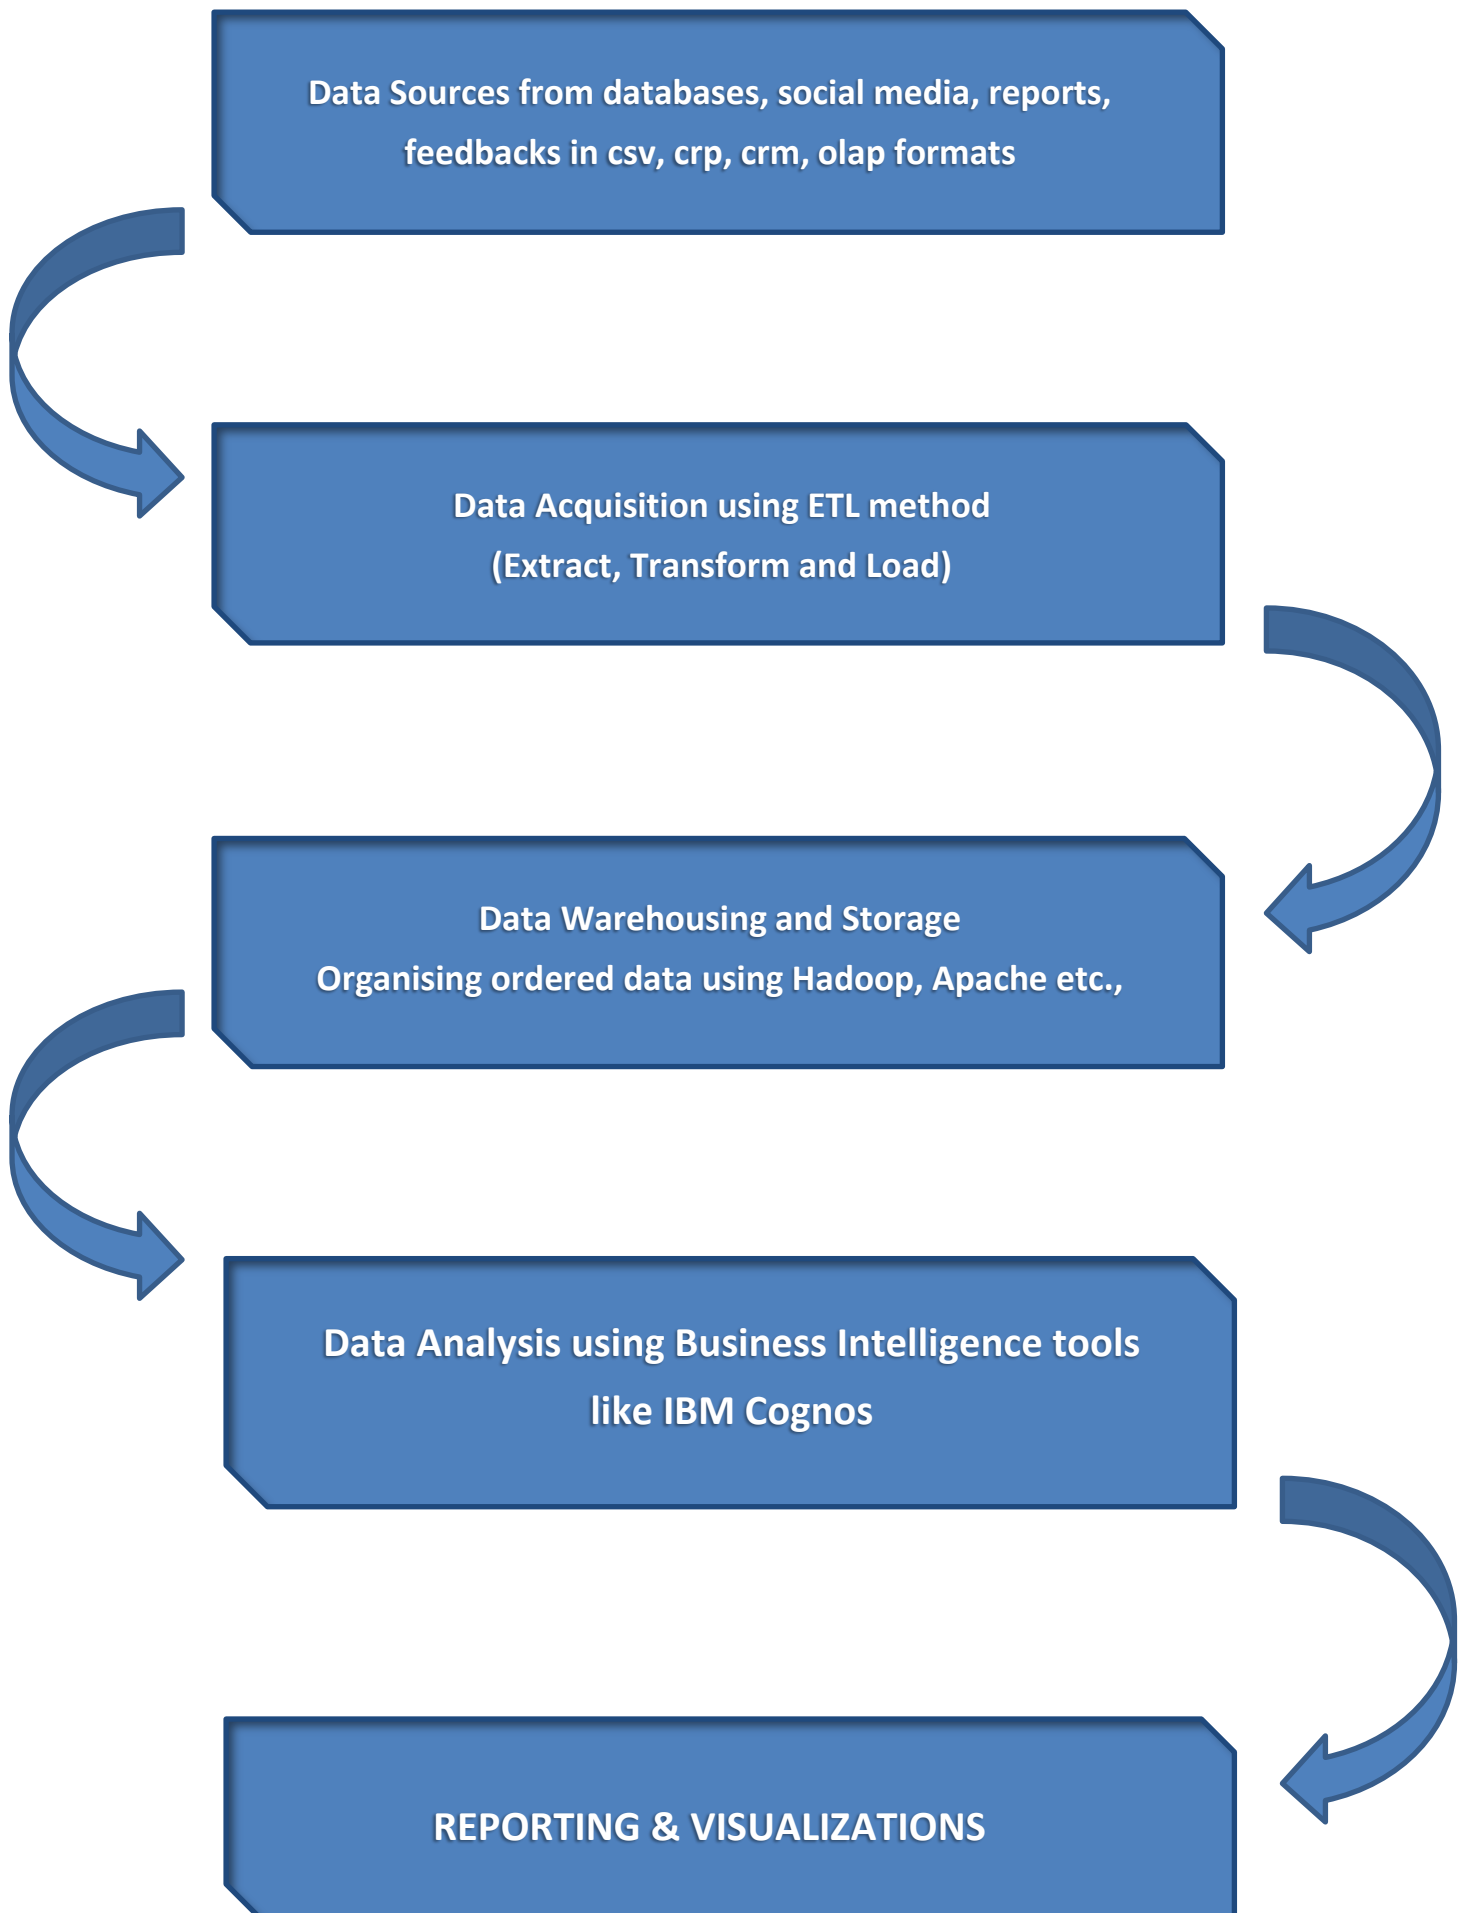 Data Sources from databases, social media, reports,
feedbacks in csv, crp, crm, olap formats
Data Acquisition using ETL method
(Extract, Transform and Load)
Data Warehousing and Storage
Organising ordered data using Hadoop, Apache etc.,
Data Analysis using Business Intelligence tools
like IBM Cognos
REPORTING & VISUALIZATIONS